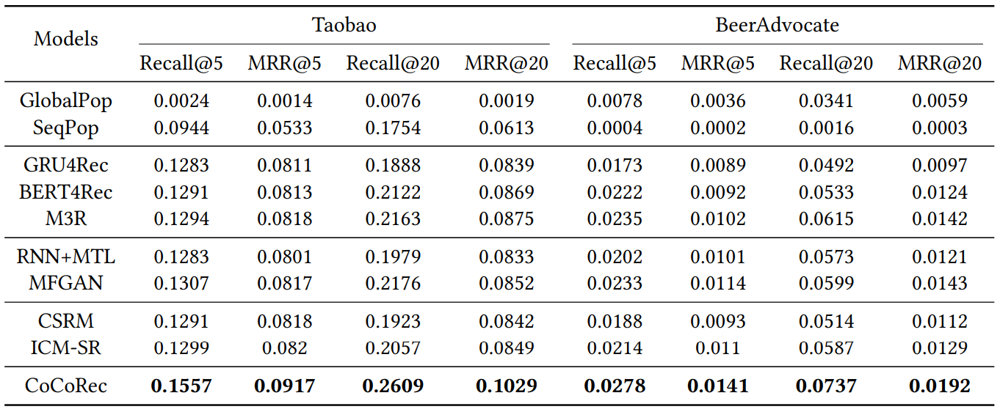 Models Taobao BeerAdvocate
Recall@5 MRR@5 Recall@20 MRR@20 Recall@5 MRR@5 Recall@20 MRR@20
GlobalPop 0.0024 0.0014 0.0076 0.0019 0.0078 0.0036 0.0341 0.0059
SeqPop 0.0944 0.0533 0.1754 0.0613 0.0004 0.0002 0.0016 0.0003
GRU4Rec 0.1283 0.0811 0.1888 0.0839 0.0173 0.0089 0.0492 0.0097
BERT4Rec 0.1291 0.0813 0.2122 0.0869 0.0222 0.0092 0.0533 0.0124
M3R 0.1294 0.0818 0.2163 0.0875 0.0235 0.0102 0.0615 0.0142
RNN+MTL 0.1283 0.0801 0.1979 0.0833 0.0202 0.0101 0.0573 0.0121
MFGAN 0.1307 0.0817 0.2176 0.0852 0.0233 0.0114 0.0599 0.0143
CSRM 0.1291 0.0818 0.1923 0.0842 0.0188 0.0093 0.0514 0.0112
ICM-SR 0.1299 0.082 0.2057 0.0849 0.0214 0.011 0.0587 0.0129
CoCoRec 0.1557 0.0917 0.2609 0.1029 0.0278 0.0141 0.0737 0.0192